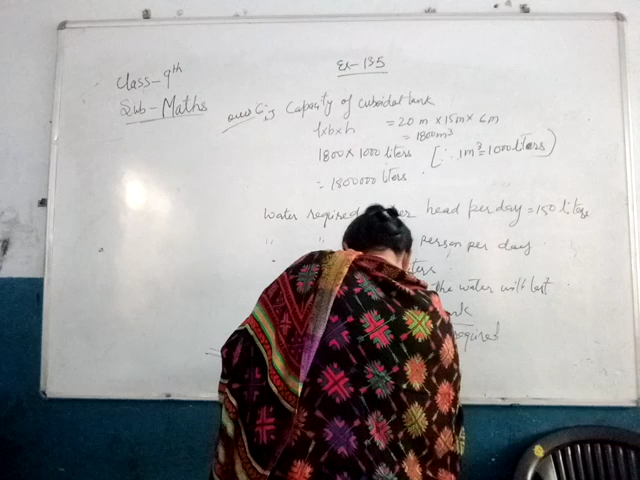 Class-9th
Sub-Maths
Ex-13.5
Capacity of cuboidal tank
lxbxh = 20 m x 15m x 6m
= 1800m³
1800 x 1000 liters [∵ 1m³=1000 liters)
= 1800000 liters
Water required head per day = 150 liters
" " person per day
the water will last
required